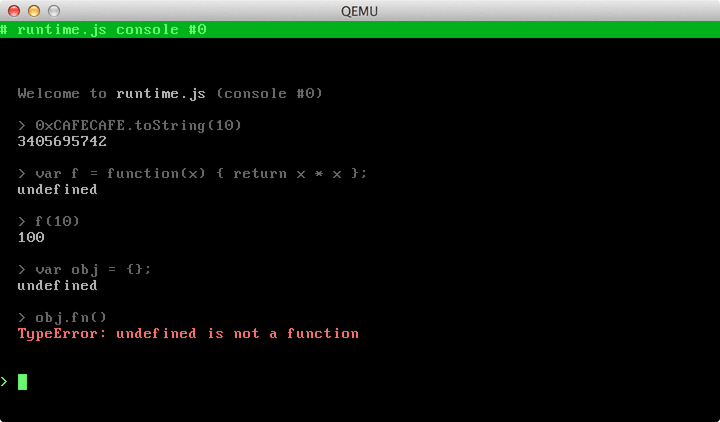 QEMU
# runtime.js console #0
Welcome to runtime.js (console #0)
> 0xCAFECAFE.toString(10)
3405695742
> var f = function(x) { return x * x };
undefined
> f(10)
100
> var obj = {};
undefined
> obj.fn()
TypeError: undefined is not a function
>